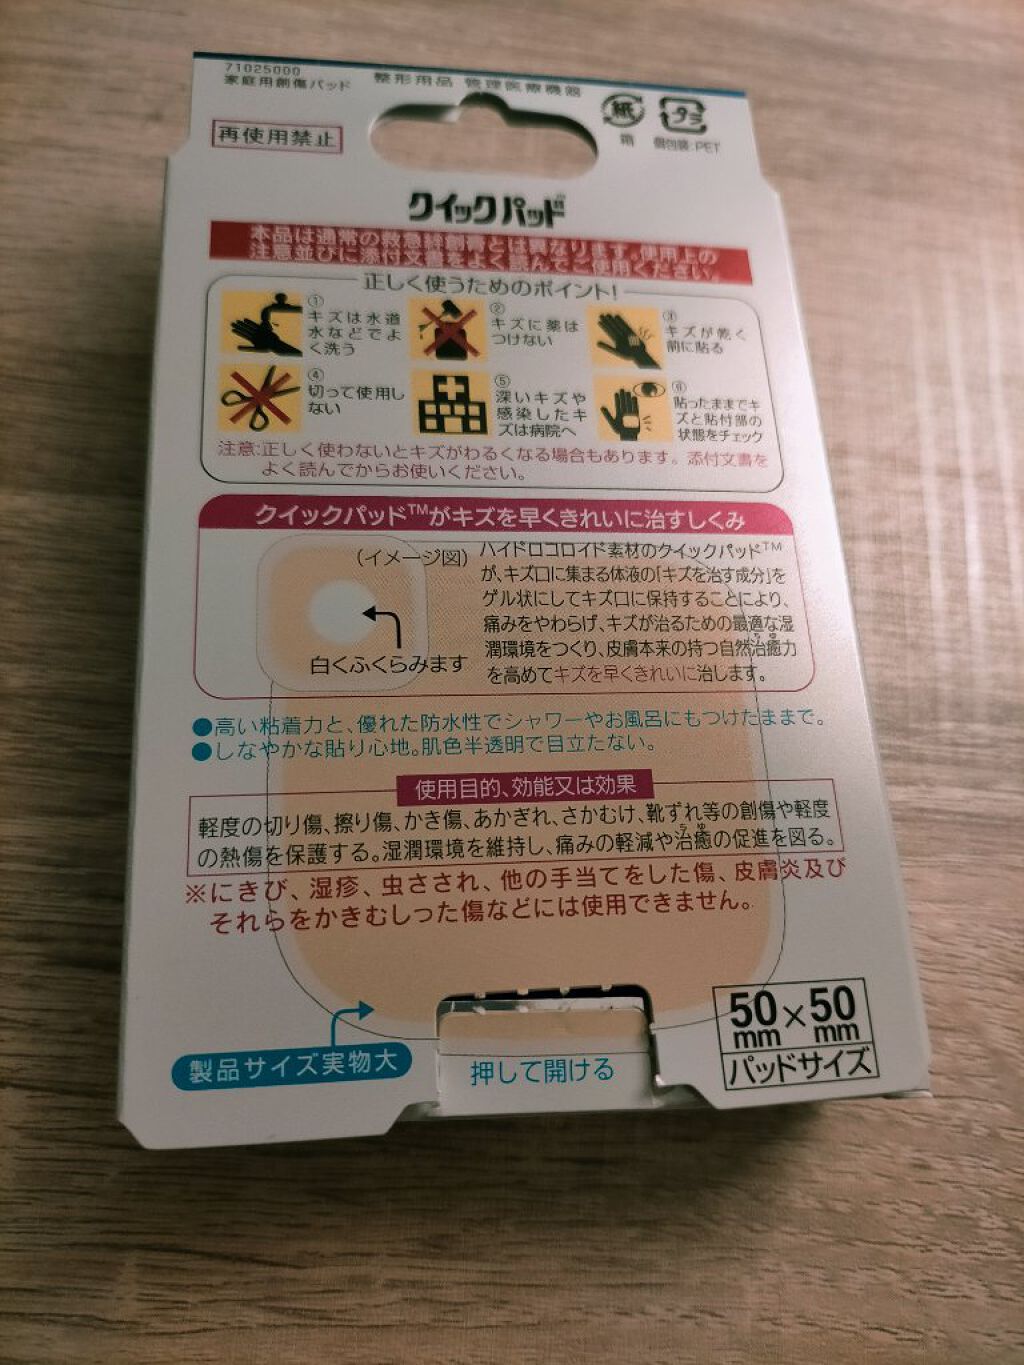 71025000
家庭用創傷パッド
整形用品 管理医療機器
紙
箱
プラ
個包装:PET
再使用禁止
クイックパッド
本品は通常の救急絆創膏とは異なります。使用上の
注意並びに添付文書をよく読んでご使用ください。
正しく使うためのポイント!
①
キズは水道
水などでよ
く洗う
②
キズに薬は
つけない
③
キズが乾く
前に貼る
④
切って使用し
ない
⑤
深いキズや
感染したキ
ズは病院へ
⑥
貼ったままでキ
ズと貼付部の
状態をチェック
注意:正しく使わないとキズがわるくなる場合もあります。添付文書を
よく読んでからお使いください。
クイックパッド™がキズを早くきれいに治すしくみ
(イメージ図)
白くふくらみます
ハイドロコロイド素材のクイックパッド™
が、キズ口に集まる体液の「キズを治す成分」を
ゲル状にしてキズ口に保持することにより、
痛みをやわらげ、キズが治るための最適な湿
潤環境をつくり、皮膚本来の持つ自然治癒力
を高めてキズを早くきれいに治します。
●高い粘着力と、優れた防水性でシャワーやお風呂にもつけたままで。
●しなやかな貼り心地。肌色半透明で目立たない。
使用目的、効能又は効果
軽度の切り傷、擦り傷、かき傷、あかぎれ、さかむけ、靴ずれ等の創傷や軽度
の熱傷を保護する。湿潤環境を維持し、痛みの軽減や治癒の促進を図る。
※にきび、湿疹、虫さされ、他の手当てをした傷、皮膚炎及び
それらをかきむしった傷などには使用できません。
製品サイズ実物大
押して開ける
50mm×50mm
パッドサイズ